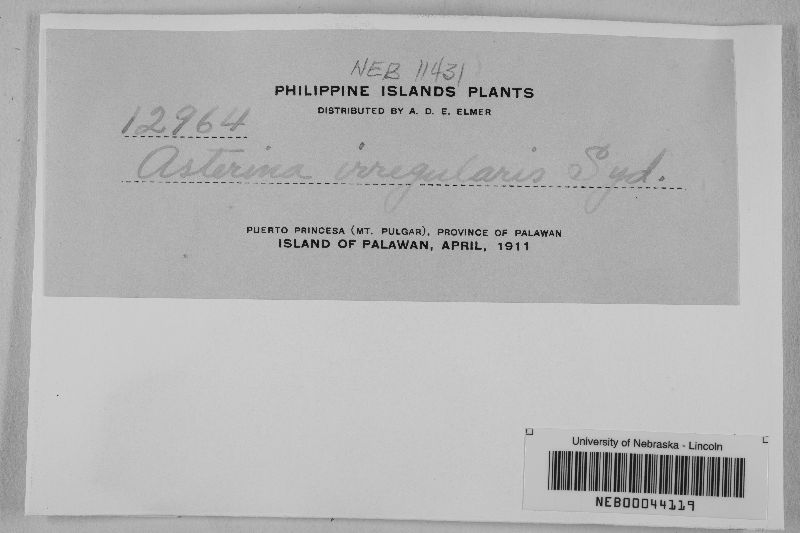 NEB 11431
PHILIPPINE ISLANDS PLANTS
DISTRIBUTED BY A. D. E. ELMER
12964
Asterina irregularis Syd.
PUERTO PRINCESA (MT. PULGAR), PROVINCE OF PALAWAN
ISLAND OF PALAWAN, APRIL, 1911
University of Nebraska - Lincoln
NEB00044119